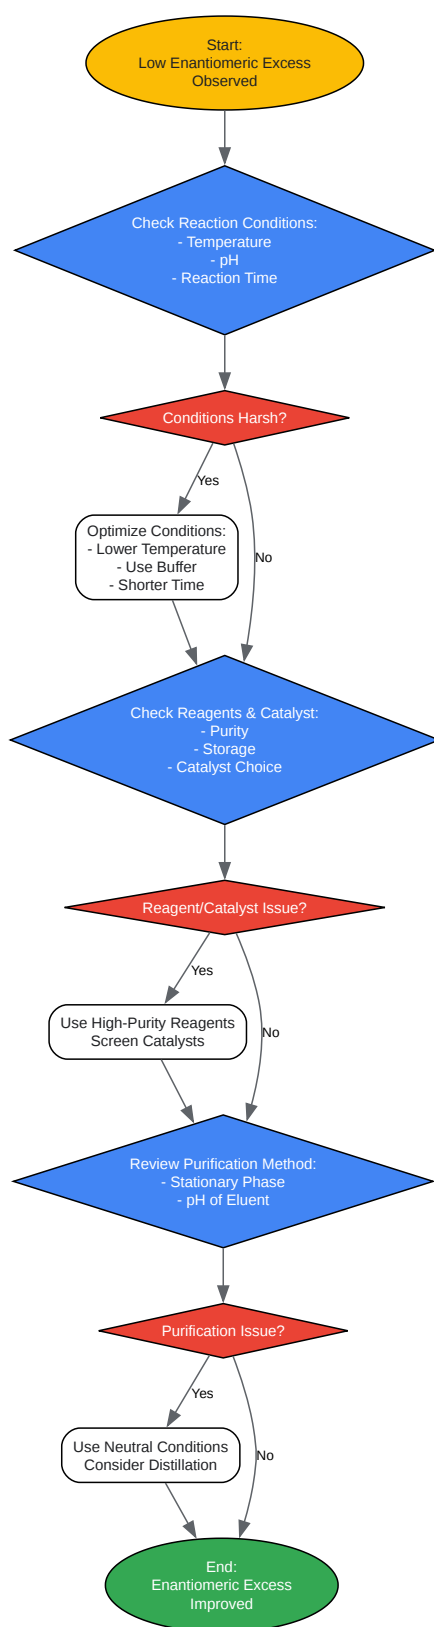 Start:
Low Enantiomeric Excess
Observed
Check Reaction Conditions:
- Temperature
- pH
- Reaction Time
Conditions Harsh?
Yes
Optimize Conditions:
- Lower Temperature
- Use Buffer
- Shorter Time
No
Check Reagents & Catalyst:
- Purity
- Storage
- Catalyst Choice
Reagent/Catalyst Issue?
Yes
Use High-Purity Reagents
Screen Catalysts
No
Review Purification Method:
- Stationary Phase
- pH of Eluent
Purification Issue?
Yes
Use Neutral Conditions
Consider Distillation
No
End:
Enantiomeric Excess
Improved